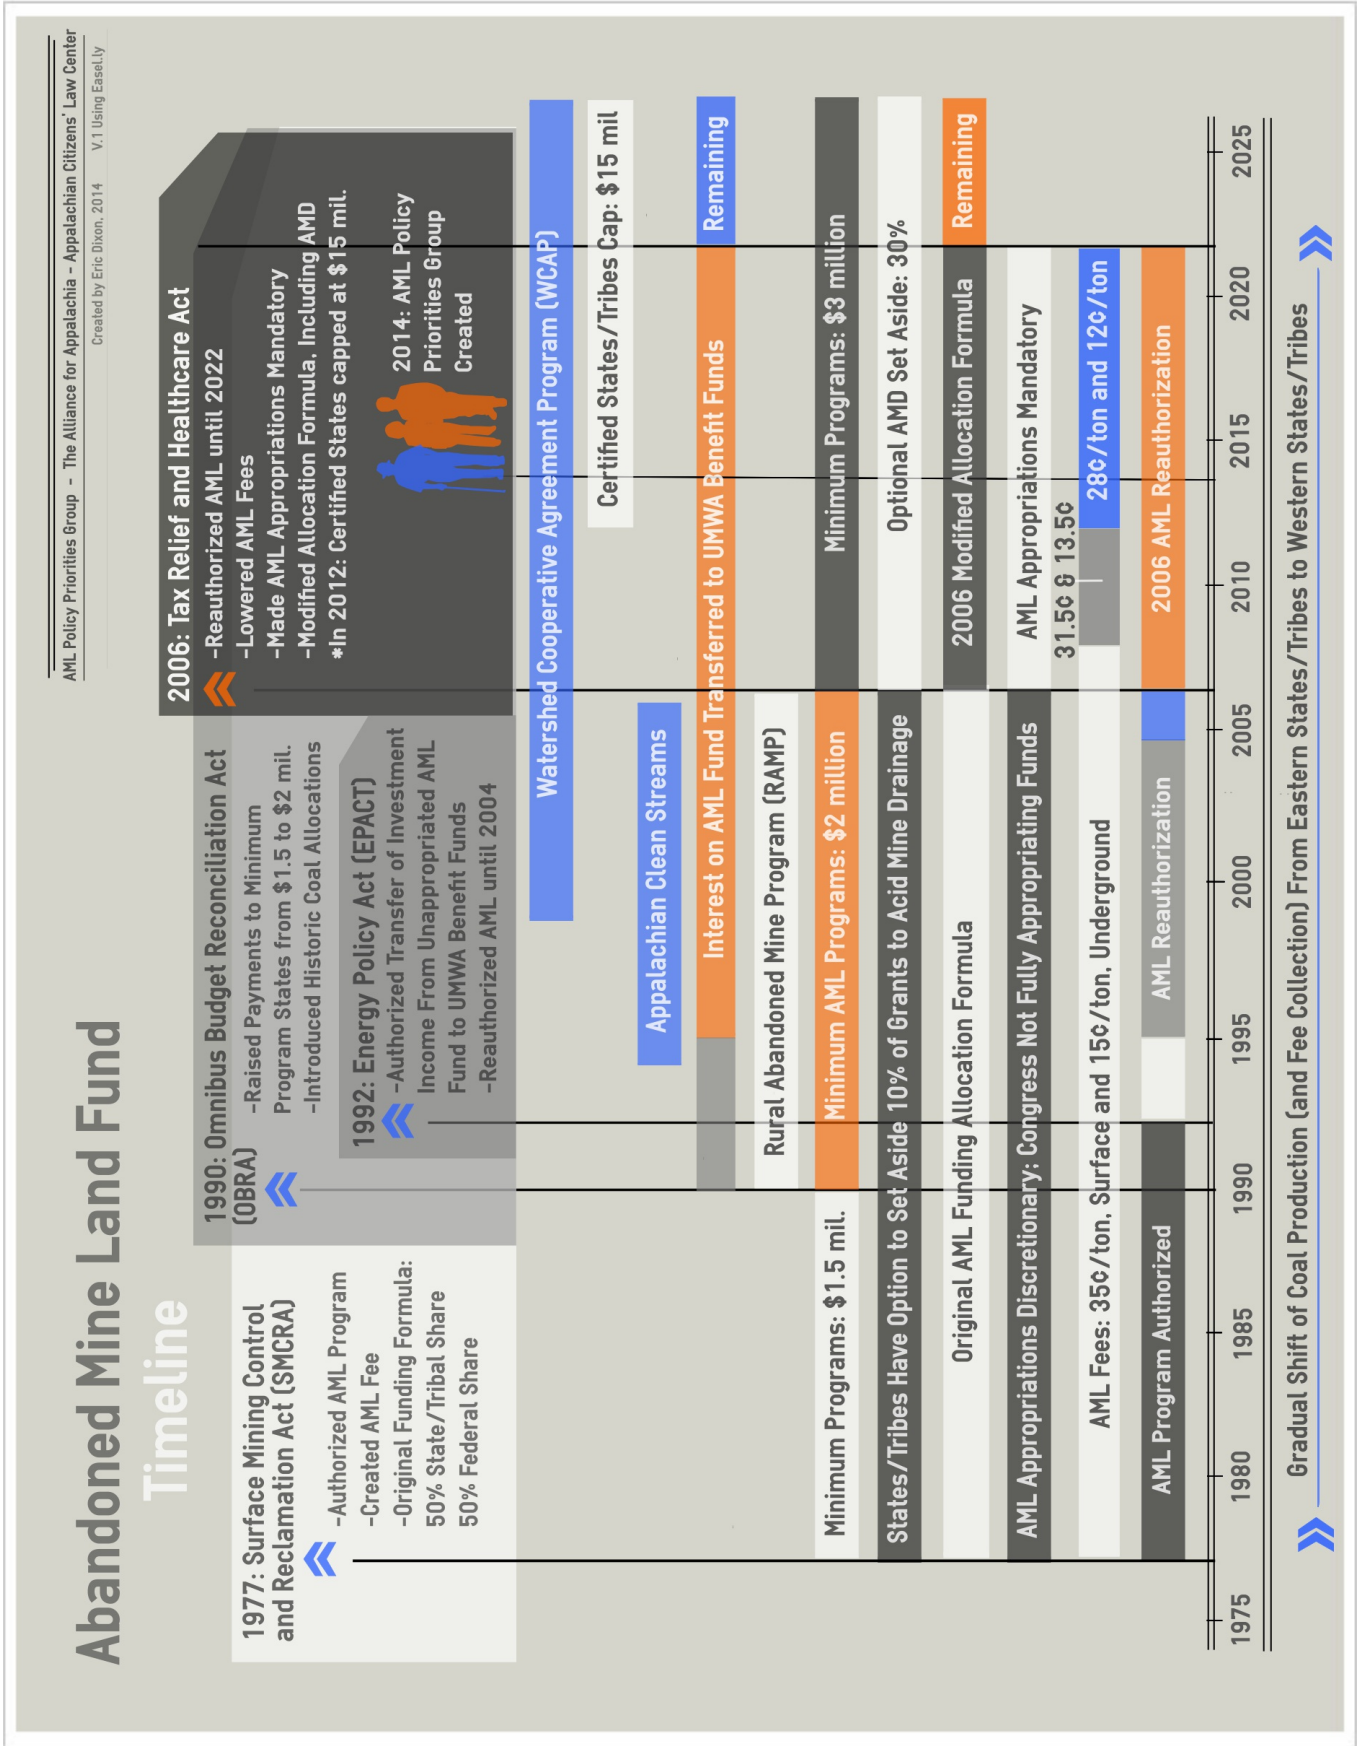 Abandoned Mine Land Fund
Timeline
AML Policy Priorities Group - The Alliance for Appalachia - Appalachian Citizens' Law Center
Created by Eric Dixon, 2014 V.1 Using Easel.ly
1977: Surface Mining Control
and Reclamation Act (SMCRA)
-Authorized AML Program
-Created AML Fee
-Original Funding Formula:
50% State/Tribal Share
50% Federal Share
1990: Omnibus Budget Reconciliation Act
(OBRA)
-Raised Payments to Minimum
Program States from $1.5 to $2 mil.
-Introduced Historic Coal Allocations
1992: Energy Policy Act (EPACT)
-Authorized Transfer of Investment
Income From Unappropriated AML
Fund to UMWA Benefit Funds
-Reauthorized AML until 2004
2006: Tax Relief and Healthcare Act
-Reauthorized AML until 2022
-Lowered AML Fees
-Made AML Appropriations Mandatory
-Modified Allocation Formula, Including AMD
*In 2012: Certified States capped at $15 mil.
2014: AML Policy
Priorities Group
Created
Watershed Cooperative Agreement Program (WCAP)
Certified States/Tribes Cap: $15 mil
Appalachian Clean Streams
Interest on AML Fund Transferred to UMWA Benefit Funds
Remaining
Rural Abandoned Mine Program (RAMP)
Minimum Programs: $1.5 mil.
Minimum AML Programs: $2 million
Minimum Programs: $3 million
States/Tribes Have Option to Set Aside 10% of Grants to Acid Mine Drainage
Optional AMD Set Aside: 30%
Original AML Funding Allocation Formula
2006 Modified Allocation Formula
Remaining
AML Appropriations Discretionary; Congress Not Fully Appropriating Funds
AML Appropriations Mandatory
31.5¢ & 13.5¢
AML Fees: 35¢/ton, Surface and 15¢/ton, Underground
28¢/ton and 12¢/ton
AML Program Authorized
AML Reauthorization
2006 AML Reauthorization
1975 1980 1985 1990 1995 2000 2005 2010 2015 2020 2025
Gradual Shift of Coal Production (and Fee Collection) From Eastern States/Tribes to Western States/Tribes